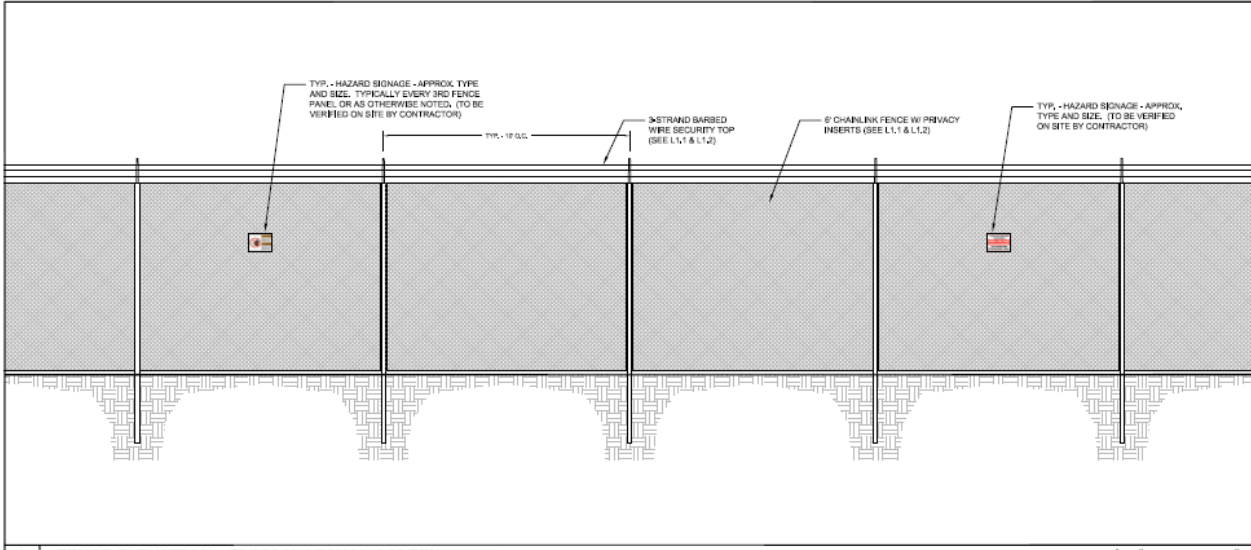 TYP. - HAZARD SIGNAGE - APPROX. TYPE
AND SIZE. TYPICALLY EVERY 3RD FENCE
PANEL OR AS OTHERWISE NOTED. (TO BE
VERIFIED ON SITE BY CONTRACTOR)
TYP. - 10' O.C.
3-STRAND BARBED
WIRE SECURITY TOP
(SEE L1.1 & L1.2)
6' CHAINLINK FENCE W/ PRIVACY
INSERTS (SEE L1.1 & L1.2)
TYP. - HAZARD SIGNAGE - APPROX.
TYPE AND SIZE. (TO BE VERIFIED
ON SITE BY CONTRACTOR)